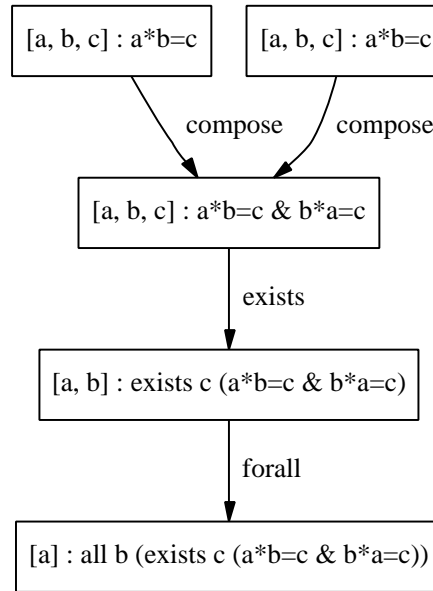 [a, b, c] : a*b=c
[a, b, c] : a*b=c
compose
compose
[a, b, c] : a*b=c & b*a=c
exists
[a, b] : exists c (a*b=c & b*a=c)
forall
[a] : all b (exists c (a*b=c & b*a=c))